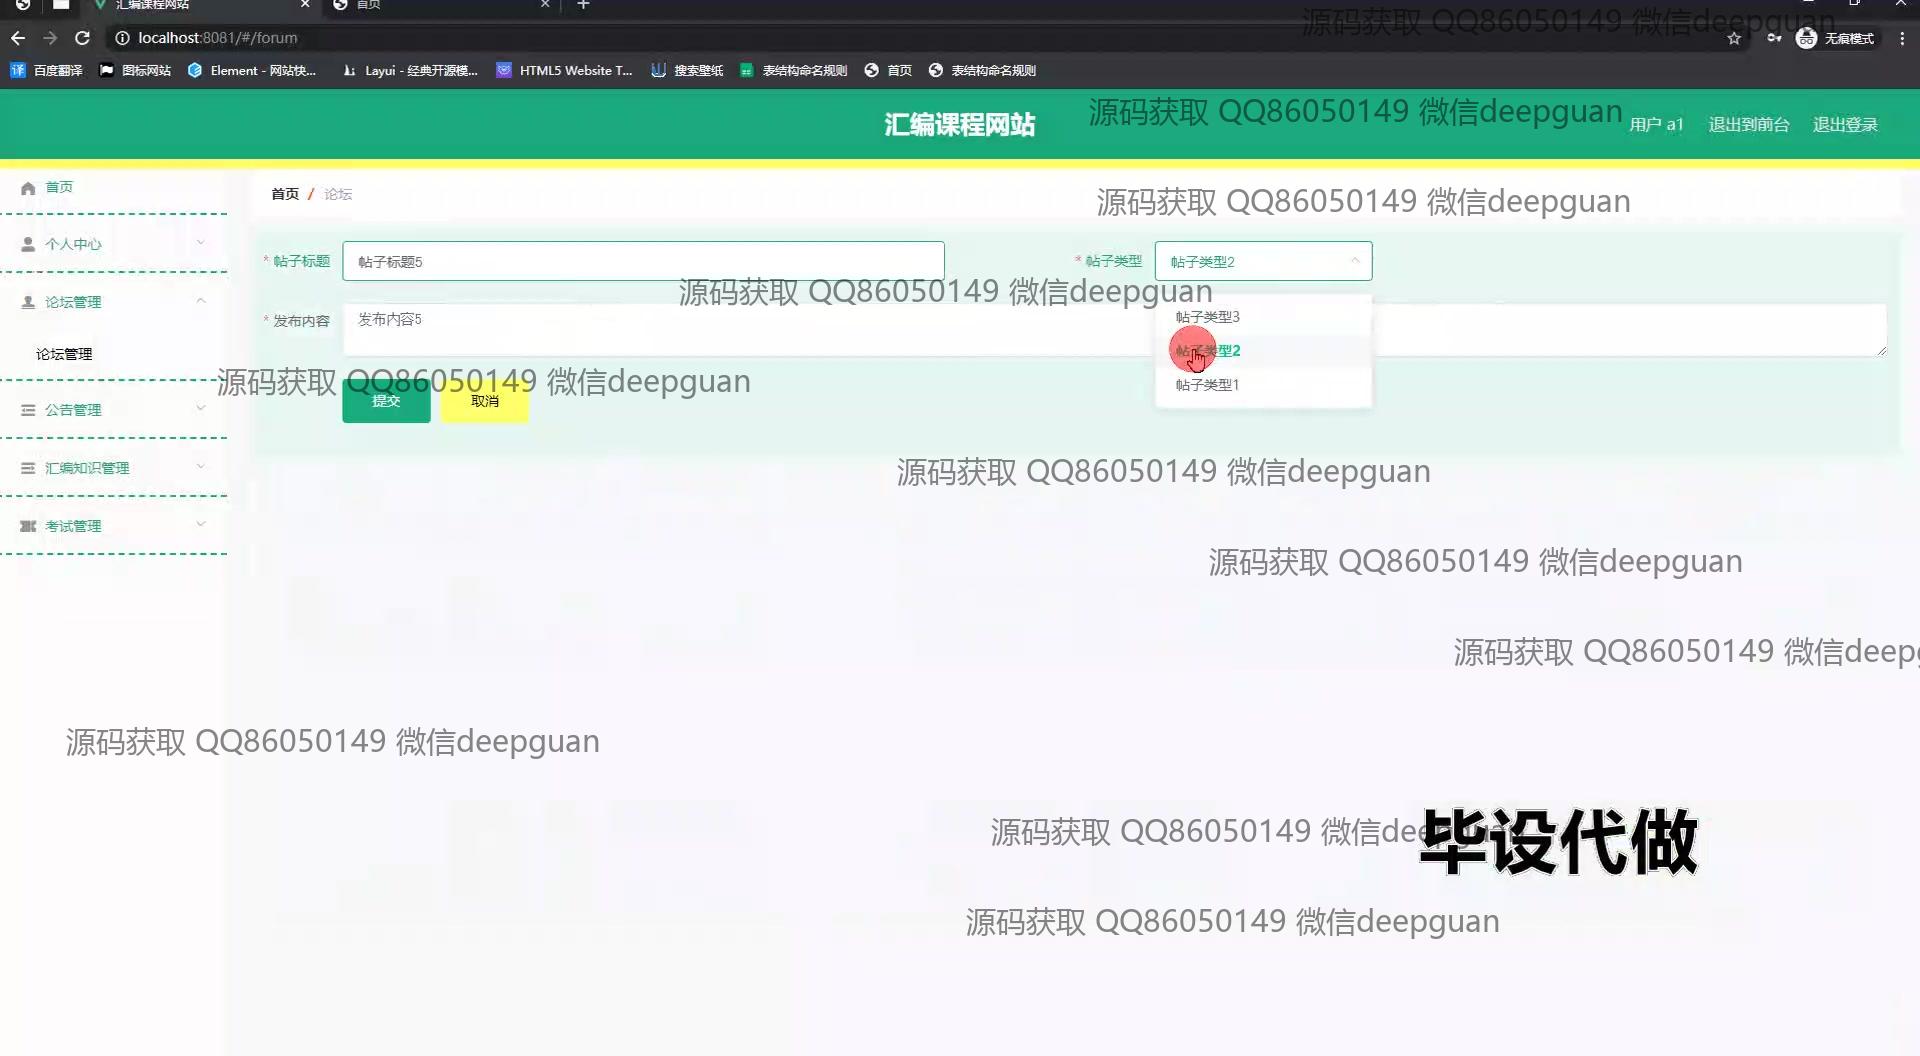 汇编课程网站
首页
localhost:8081/#/forum
无痕模式
百度翻译
图标网站
Element - 网站快...
Layui - 经典开源模...
HTML5 Website T...
搜索壁纸
表结构命名规则
首页
表结构命名规则
源码获取 QQ86050149 微信deepguan
汇编课程网站
源码获取 QQ86050149 微信deepguan
用户 a1
退出到前台
退出登录
首页
个人中心
论坛管理
论坛管理
公告管理
汇编知识管理
考试管理
首页 / 论坛
源码获取 QQ86050149 微信deepguan
* 帖子标题
帖子标题5
* 帖子类型
帖子类型2
源码获取 QQ86050149 微信deepguan
* 发布内容
发布内容5
帖子类型3
帖子类型2
帖子类型1
源码获取 QQ86050149 微信deepguan
提交
取消
源码获取 QQ86050149 微信deepguan
源码获取 QQ86050149 微信deepguan
源码获取 QQ86050149 微信deep
源码获取 QQ86050149 微信deepguan
源码获取 QQ86050149 微信deepguan
毕设代做
源码获取 QQ86050149 微信deepguan